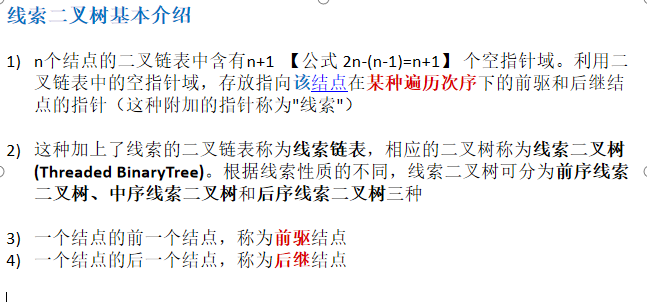 线索二叉树基本介绍
1) n个结点的二叉链表中含有n+1 【公式 2n-(n-1)=n+1】 个空指针域。利用二
叉链表中的空指针域，存放指向该结点在某种遍历次序下的前驱和后继结
点的指针（这种附加的指针称为"线索"）
2) 这种加上了线索的二叉链表称为线索链表，相应的二叉树称为线索二叉树
(Threaded BinaryTree)。根据线索性质的不同，线索二叉树可分为前序线索
二叉树、中序线索二叉树和后序线索二叉树三种
3) 一个结点的前一个结点，称为前驱结点
4) 一个结点的后一个结点，称为后继结点